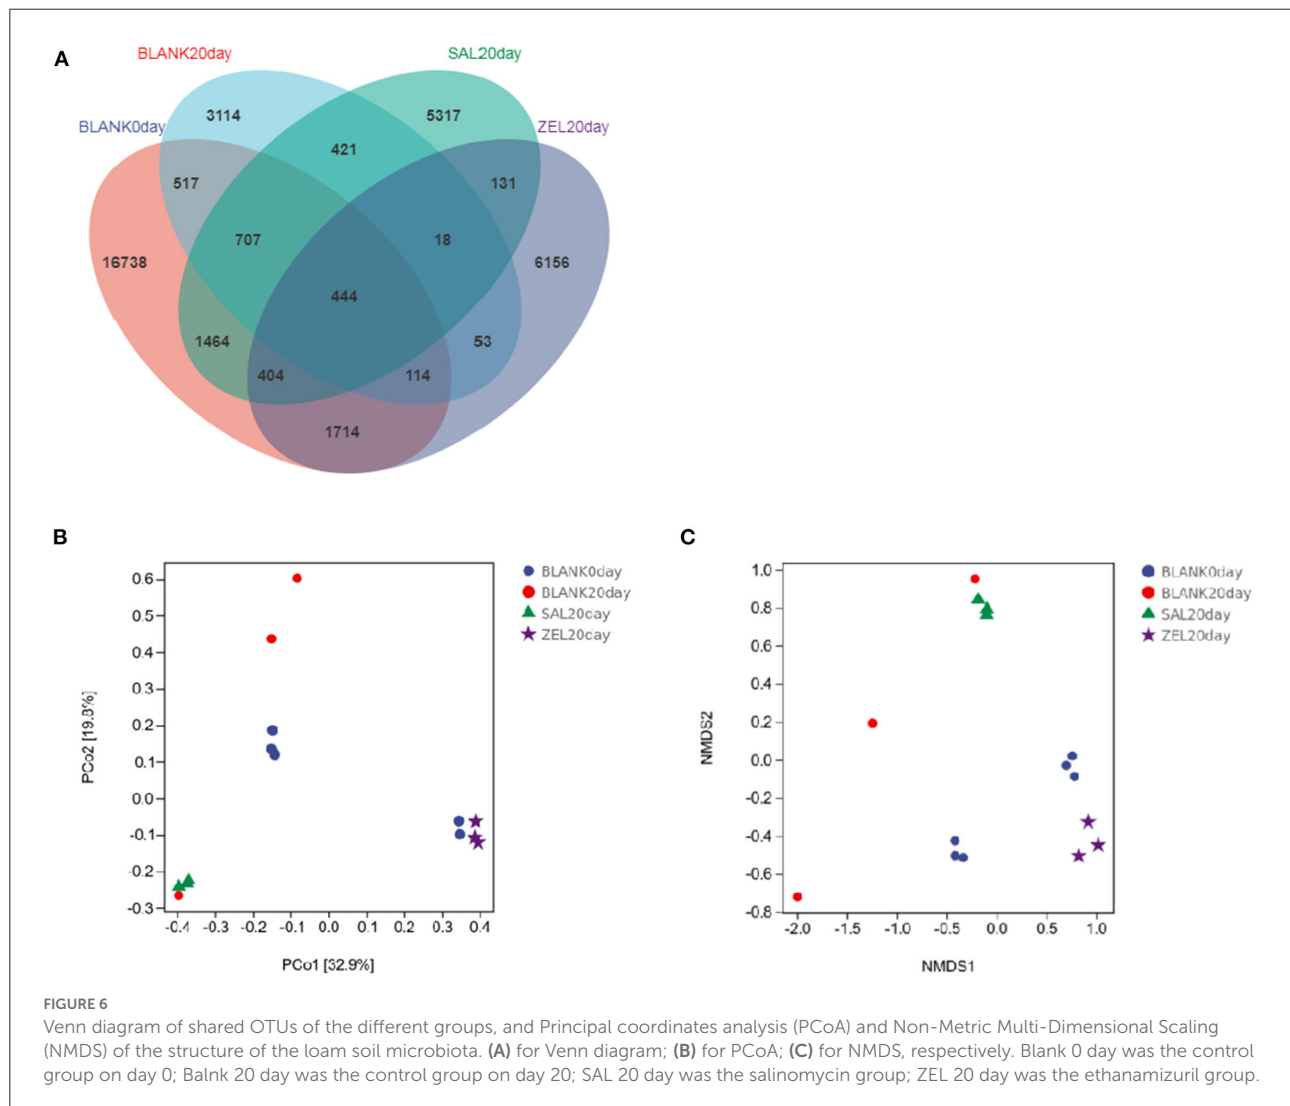 A
BLANK20day
SAL20day
BLANK0day
ZEL20day
3114
5317
421
517
131
707
18
16738
6156
444
1464
53
404
114
1714
B
0.6
0.5
0.4
0.3
0.2
0.1
0.0
-0.1
-0.2
-0.3
PCo2 [19.8%]
-0.4 -0.3 -0.2 -0.1 0.0 0.1 0.2 0.3 0.4
PCo1 [32.9%]
BLANK0day
BLANK20day
SAL20day
ZEL20day
C
1.0
0.8
0.6
0.4
0.2
0.0
-0.2
-0.4
-0.6
-0.8
NMDS2
-2.0 -1.5 -1.0 -0.5 0.0 0.5 1.0
NMDS1
BLANK0day
BLANK20day
SAL20day
ZEL20day
FIGURE 6
Venn diagram of shared OTUs of the different groups, and Principal coordinates analysis (PCoA) and Non-Metric Multi-Dimensional Scaling
(NMDS) of the structure of the loam soil microbiota. (A) for Venn diagram; (B) for PCoA; (C) for NMDS, respectively. Blank 0 day was the control
group on day 0; Balnk 20 day was the control group on day 20; SAL 20 day was the salinomycin group; ZEL 20 day was the ethanamizuril group.